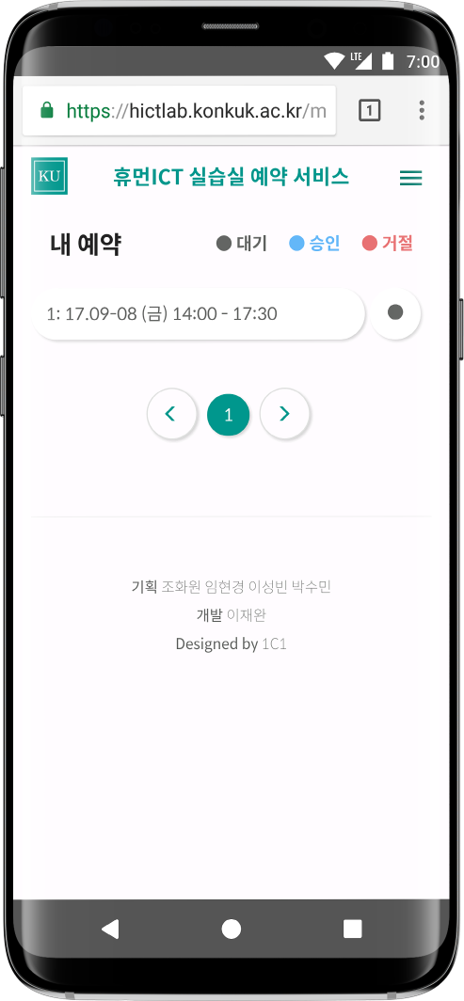 LTE 7:00
https://hictlab.konkuk.ac.kr/m 1
KU 휴먼ICT 실습실 예약 서비스
내 예약 대기 승인 거절
1: 17.09-08 (금) 14:00 - 17:30
1
기획 조화원 임현경 이성빈 박수민
개발 이재완
Designed by 1C1